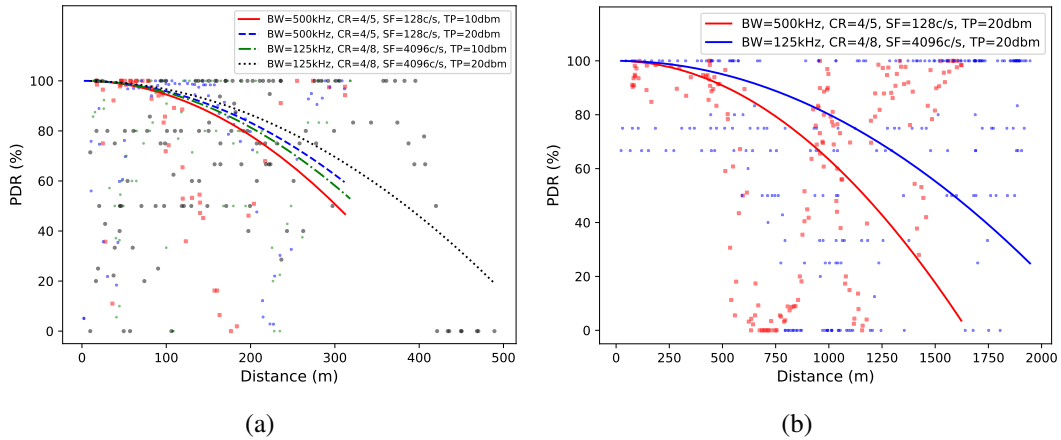 BW=500kHz, CR=4/5, SF=128c/s, TP=10dbm
BW=500kHz, CR=4/5, SF=128c/s, TP=20dbm
BW=125kHz, CR=4/8, SF=4096c/s, TP=10dbm
BW=125kHz, CR=4/8, SF=4096c/s, TP=20dbm
PDR (%)
100
80
60
40
20
0
0 100 200 300 400 500
Distance (m)
(a)
BW=500kHz, CR=4/5, SF=128c/s, TP=20dbm
BW=125kHz, CR=4/8, SF=4096c/s, TP=20dbm
PDR (%)
100
80
60
40
20
0
0 250 500 750 1000 1250 1500 1750 2000
Distance (m)
(b)